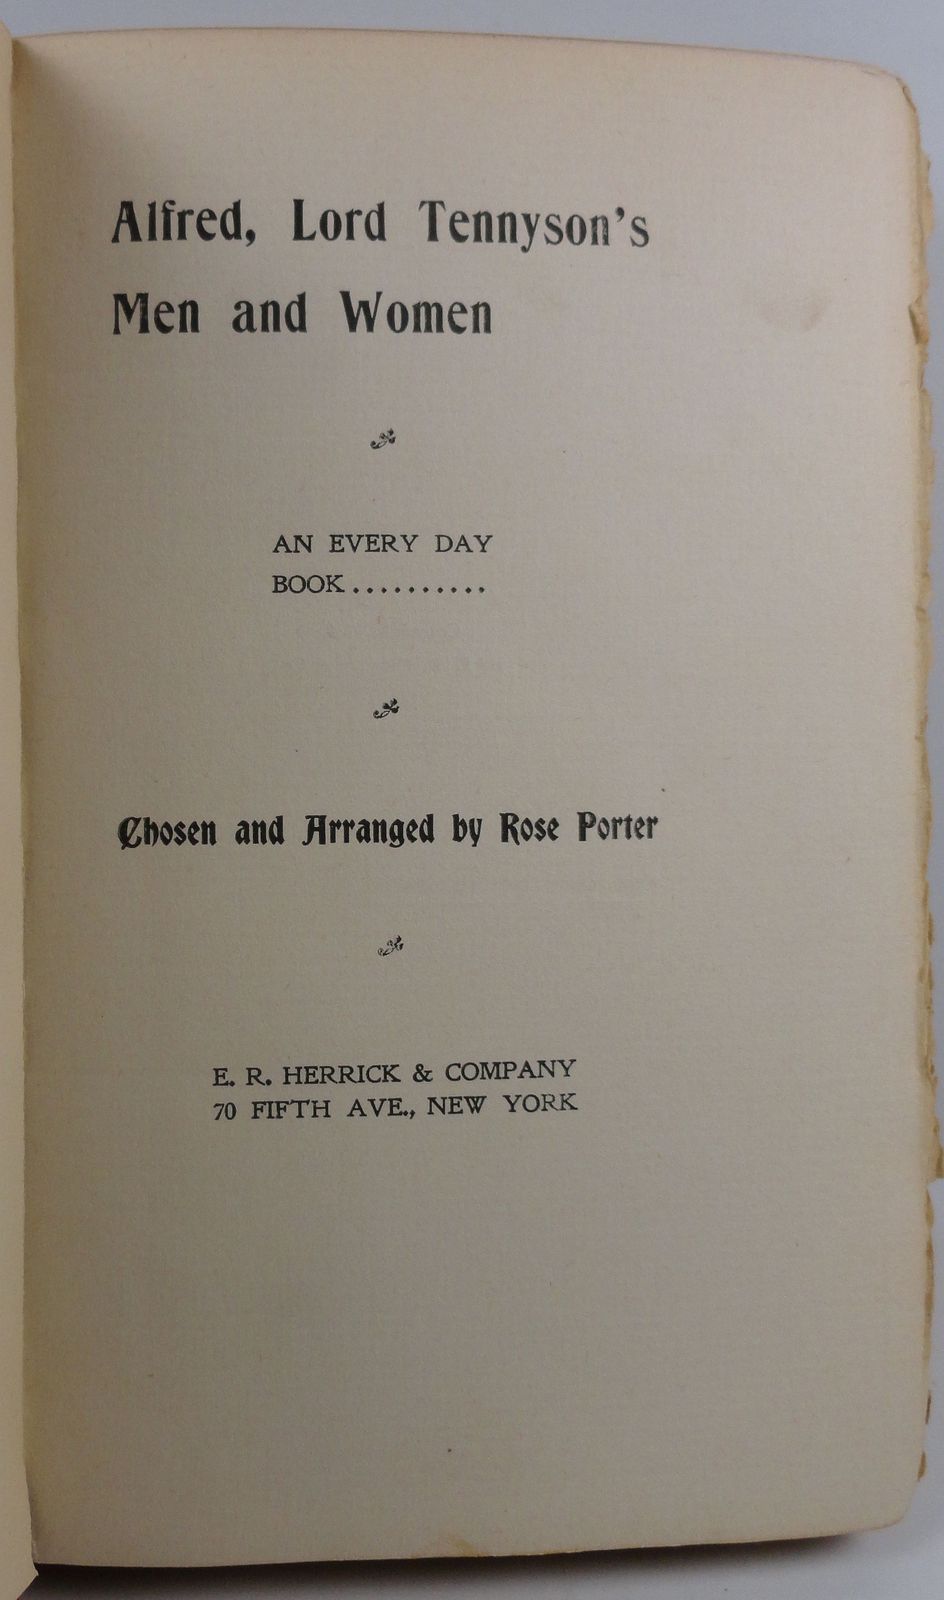 Alfred, Lord Tennyson's
Men and Women
AN EVERY DAY
BOOK..........
Chosen and Arranged by Rose Porter
E. R. HERRICK & COMPANY
70 FIFTH AVE., NEW YORK